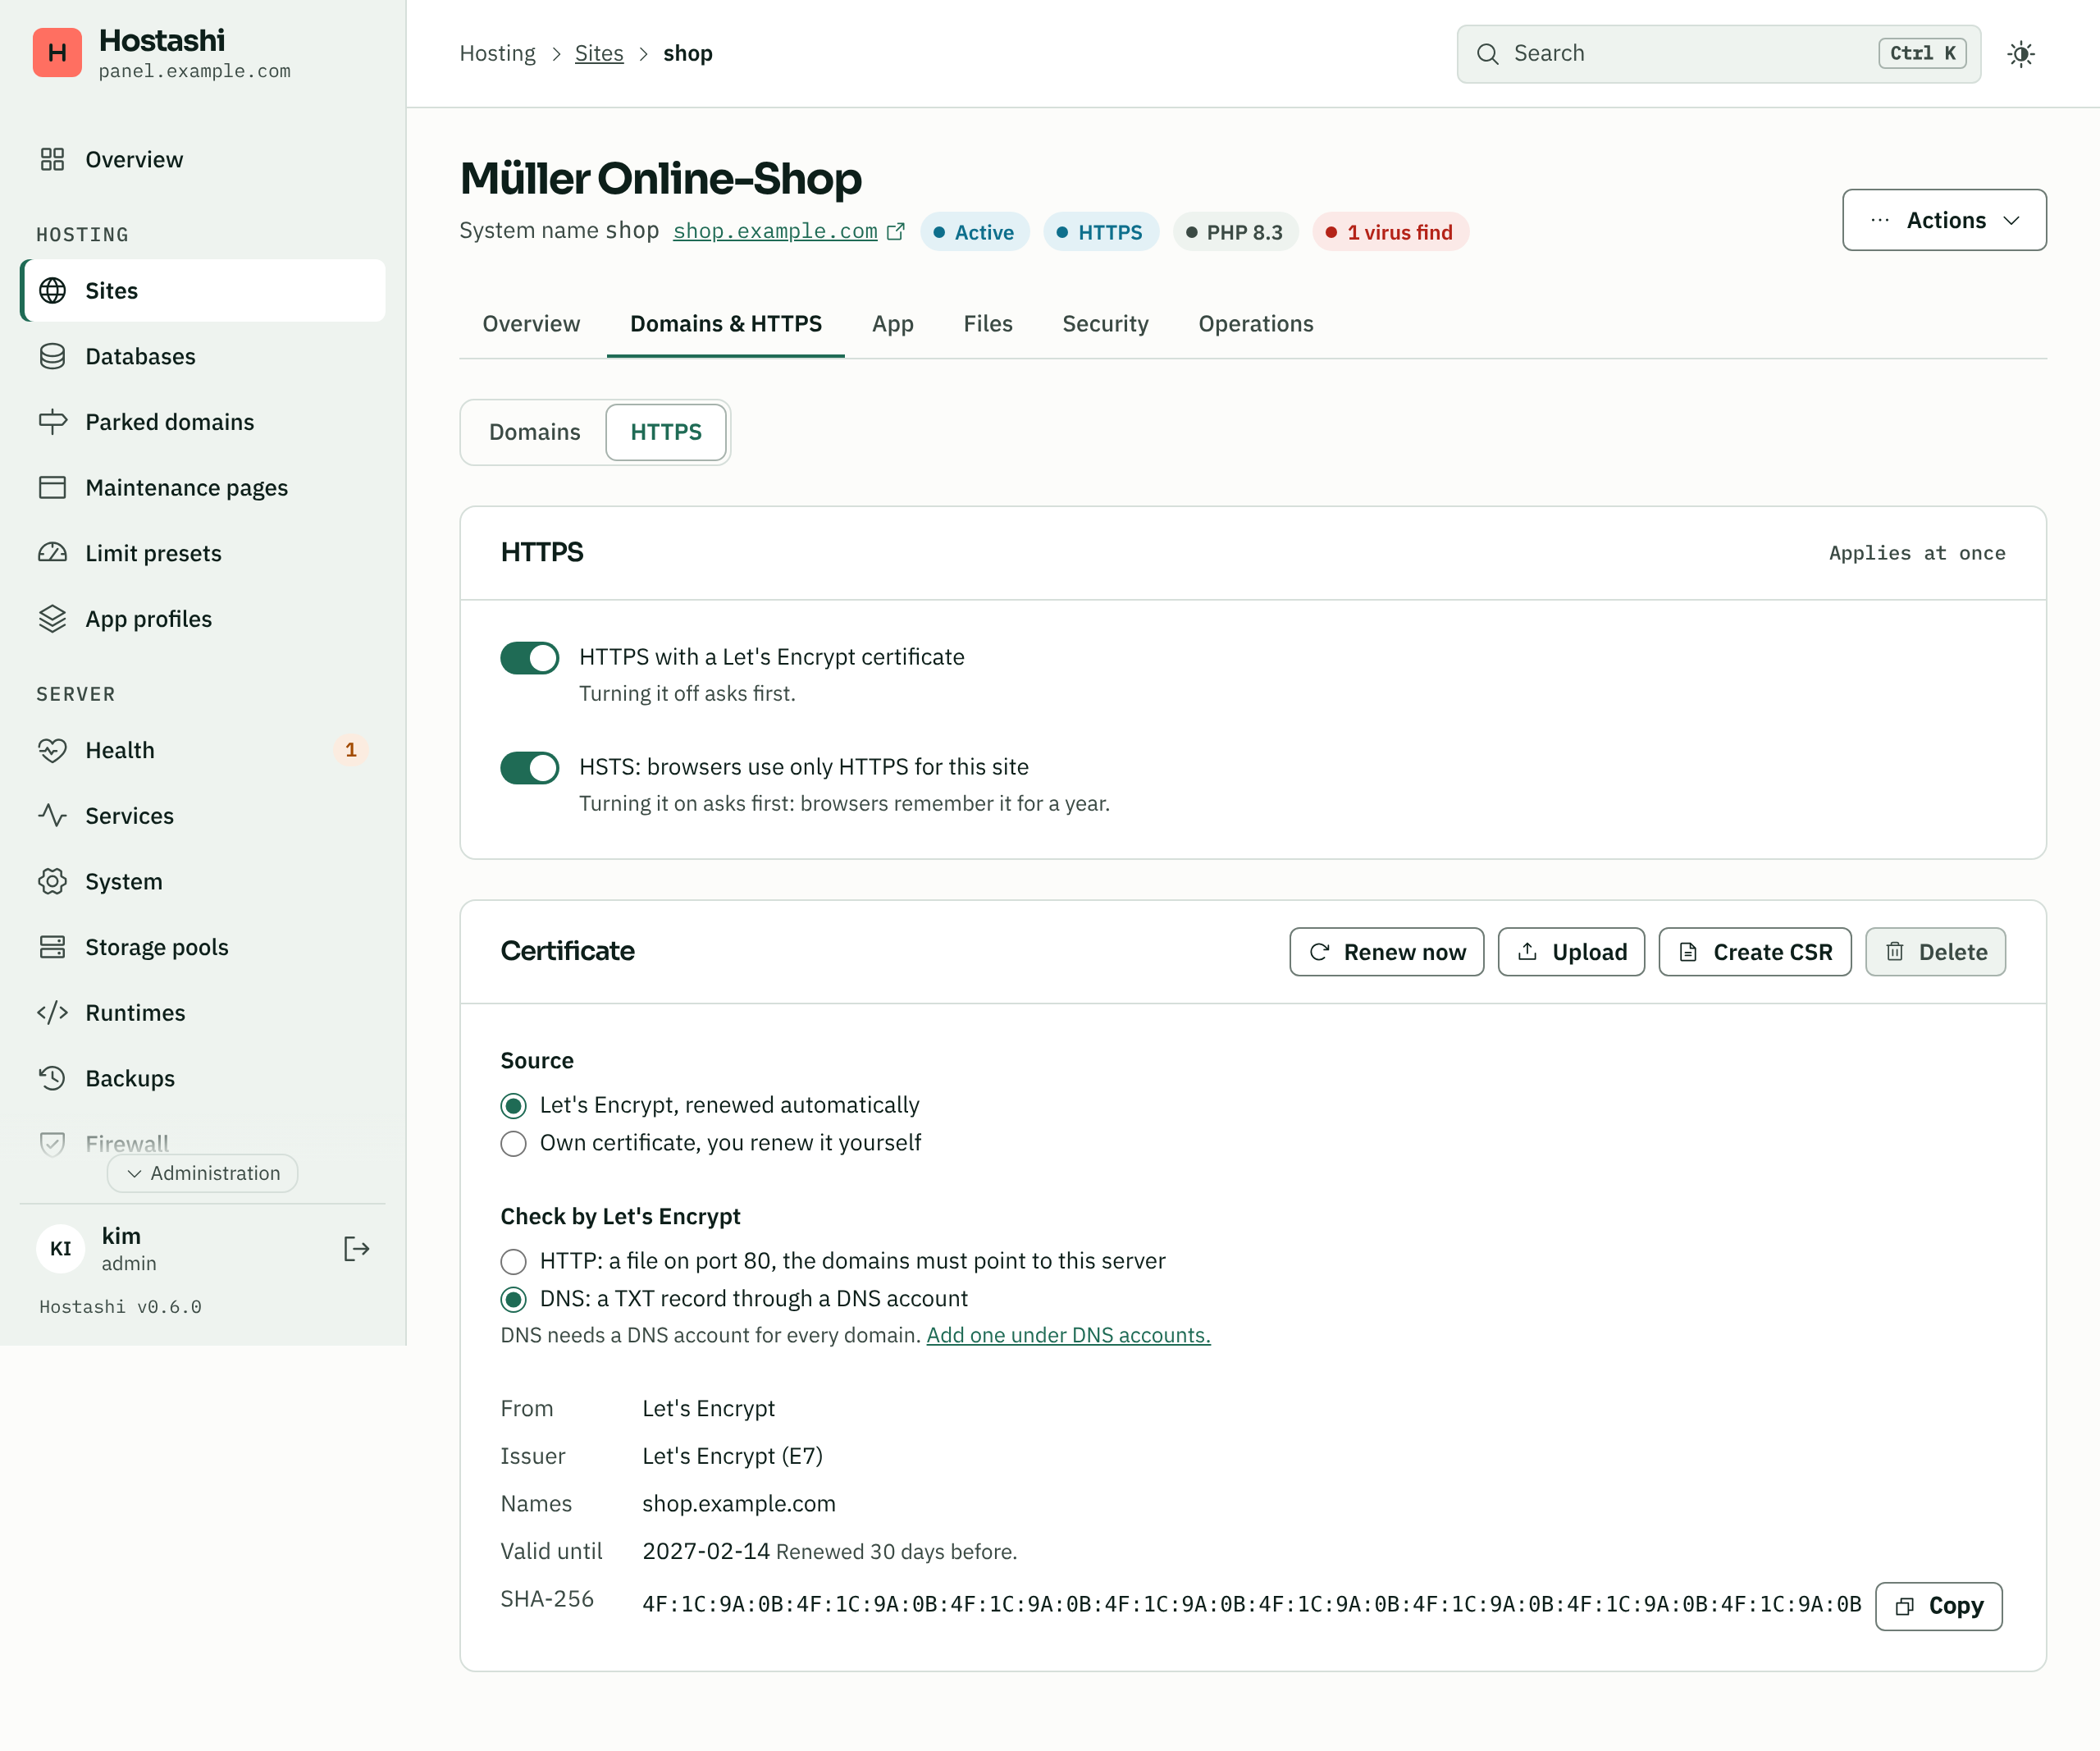 H
Hostashi
panel.example.com
Overview
HOSTING
Sites
Databases
Parked domains
Maintenance pages
Limit presets
App profiles
SERVER
Health 1
Services
System
Storage pools
Runtimes
Backups
Firewall
Administration
KI
kim
admin
Hostashi v0.6.0
Hosting > Sites > shop
Search Ctrl K
Müller Online-Shop
System name shop shop.example.com Active HTTPS PHP 8.3 1 virus find
··· Actions
Overview Domains & HTTPS App Files Security Operations
Domains HTTPS
HTTPS Applies at once
HTTPS with a Let's Encrypt certificate
Turning it off asks first.
HSTS: browsers use only HTTPS for this site
Turning it on asks first: browsers remember it for a year.
Certificate Renew now Upload Create CSR Delete
Source
Let's Encrypt, renewed automatically
Own certificate, you renew it yourself
Check by Let's Encrypt
HTTP: a file on port 80, the domains must point to this server
DNS: a TXT record through a DNS account
DNS needs a DNS account for every domain. Add one under DNS accounts.
From Let's Encrypt
Issuer Let's Encrypt (E7)
Names shop.example.com
Valid until 2027-02-14 Renewed 30 days before.
SHA-256 4F:1C:9A:0B:4F:1C:9A:0B:4F:1C:9A:0B:4F:1C:9A:0B:4F:1C:9A:0B:4F:1C:9A:0B:4F:1C:9A:0B:4F:1C:9A:0B Copy